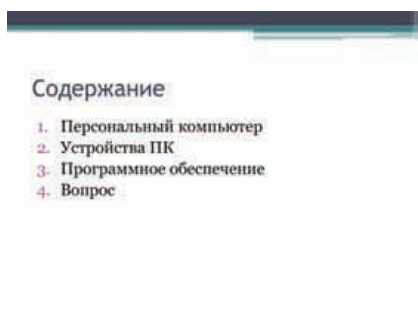 Содержание
1. Персональный компьютер
2. Устройства ПК
3. Программное обеспечение
4. Вопрос